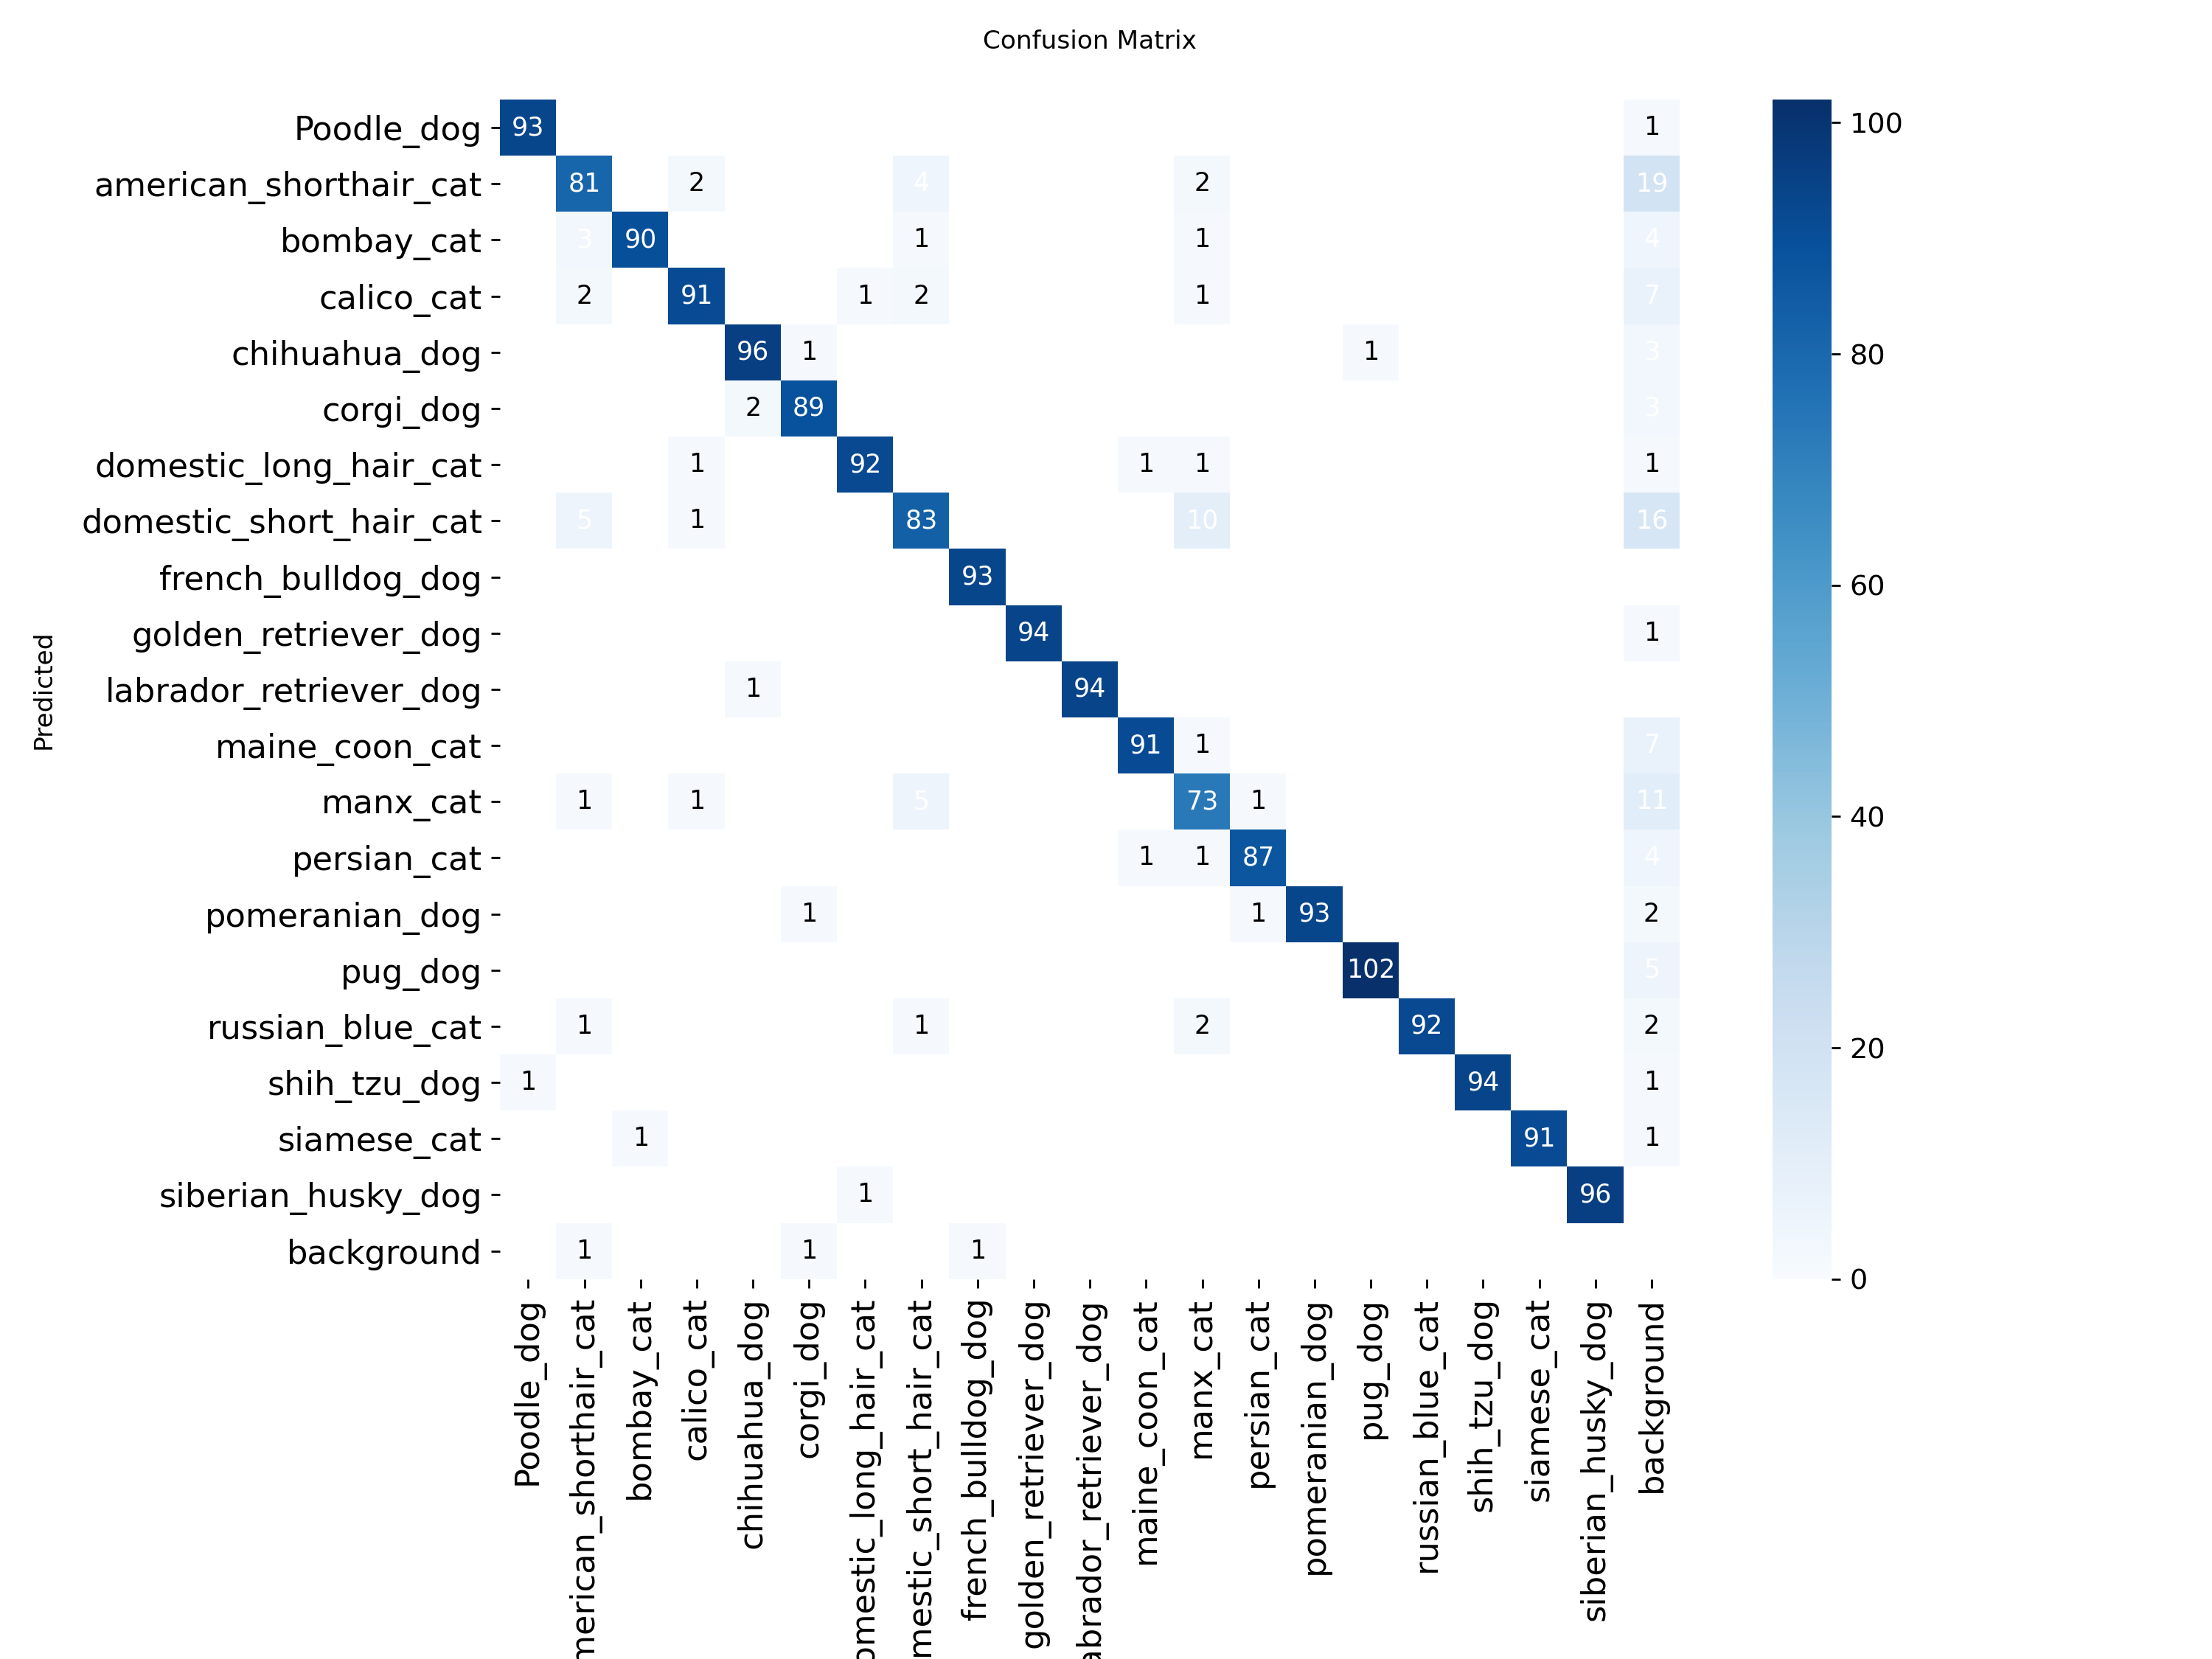 Confusion Matrix
Poodle_dog 93 1
american_shorthair_cat 81 2 4 2 19
bombay_cat 3 90 1 1 4
calico_cat 2 91 1 2 1 7
chihuahua_dog 96 1 1 3
corgi_dog 2 89 3
domestic_long_hair_cat 1 92 1 1 1
domestic_short_hair_cat 5 1 83 10 16
french_bulldog_dog 93
golden_retriever_dog 94 1
labrador_retriever_dog 1 94
maine_coon_cat 91 1 7
manx_cat 1 1 5 73 1 11
persian_cat 1 1 87 4
pomeranian_dog 1 1 93 2
pug_dog 102 5
russian_blue_cat 1 1 2 92 2
shih_tzu_dog 1 94 1
siamese_cat 1 91 1
siberian_husky_dog 1 96
background 1 1 1
Predicted
Poodle_dog
merican_shorthair_cat
bombay_cat
calico_cat
chihuahua_dog
corgi_dog
omestic_long_hair_cat
mestic_short_hair_cat
french_bulldog_dog
golden_retriever_dog
abrador_retriever_dog
maine_coon_cat
manx_cat
persian_cat
pomeranian_dog
pug_dog
russian_blue_cat
shih_tzu_dog
siamese_cat
siberian_husky_dog
background
100
80
60
40
20
0